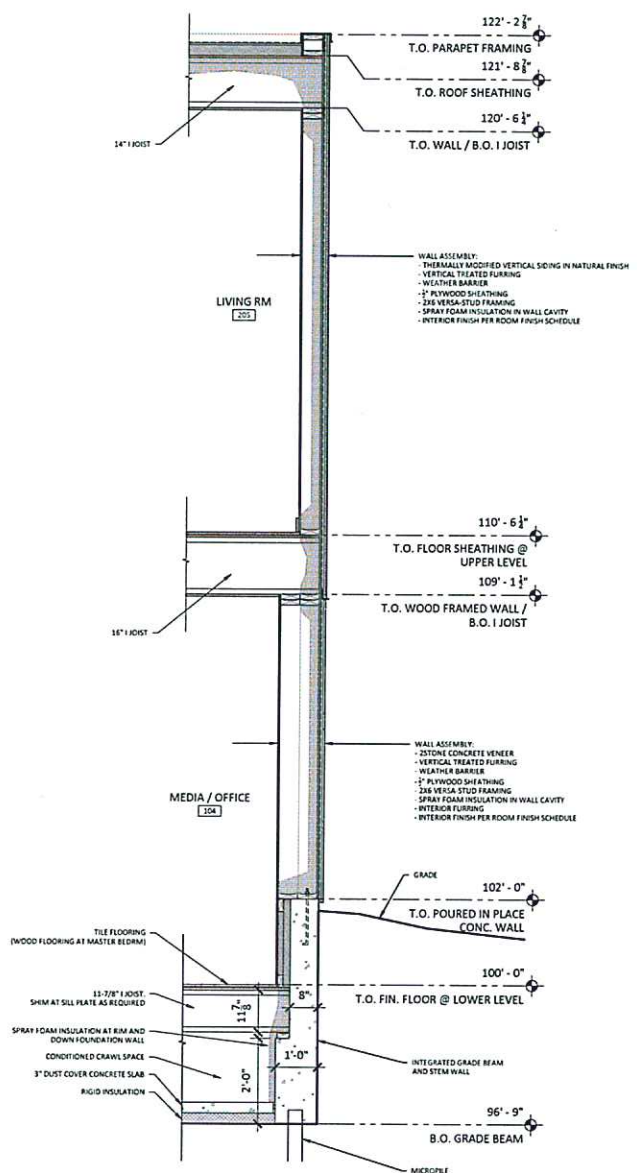 122' - 2 7/8"
T.O. PARAPET FRAMING
121' - 8 7/8"
T.O. ROOF SHEATHING
120' - 6 1/4"
T.O. WALL / B.O. I JOIST
14" I JOIST
WALL ASSEMBLY:
- THERMALLY MODIFIED VERTICAL SIDING IN NATURAL FINISH
- VERTICAL TREATED FURRING
- WEATHER BARRIER
- 1/2" PLYWOOD SHEATHING
- 2X6 VERSA-STUD FRAMING
- SPRAY FOAM INSULATION IN WALL CAVITY
- INTERIOR FINISH PER ROOM FINISH SCHEDULE
LIVING RM
205
110' - 6 1/4"
T.O. FLOOR SHEATHING @
UPPER LEVEL
109' - 1 1/2"
T.O. WOOD FRAMED WALL /
B.O. I JOIST
16" I JOIST
WALL ASSEMBLY:
- 2STONE CONCRETE VENEER
- VERTICAL TREATED FURRING
- WEATHER BARRIER
- 1/2" PLYWOOD SHEATHING
- 2X6 VERSA-STUD FRAMING
- SPRAY FOAM INSULATION IN WALL CAVITY
- INTERIOR FURRING
- INTERIOR FINISH PER ROOM FINISH SCHEDULE
MEDIA / OFFICE
104
GRADE
102' - 0"
T.O. POURED IN PLACE
CONC. WALL
TILE FLOORING
(WOOD FLOORING AT MASTER BEDRM)
100' - 0"
T.O. FIN. FLOOR @ LOWER LEVEL
11-7/8" I JOIST.
SHIM AT SILL PLATE AS REQUIRED
11 7/8"
8"
SPRAY FOAM INSULATION AT RIM AND
DOWN FOUNDATION WALL
CONDITIONED CRAWL SPACE
1'-0"
INTEGRATED GRADE BEAM
AND STEM WALL
2'-0"
3" DUST COVER CONCRETE SLAB
RIGID INSULATION
96' - 9"
B.O. GRADE BEAM
MICROPILE